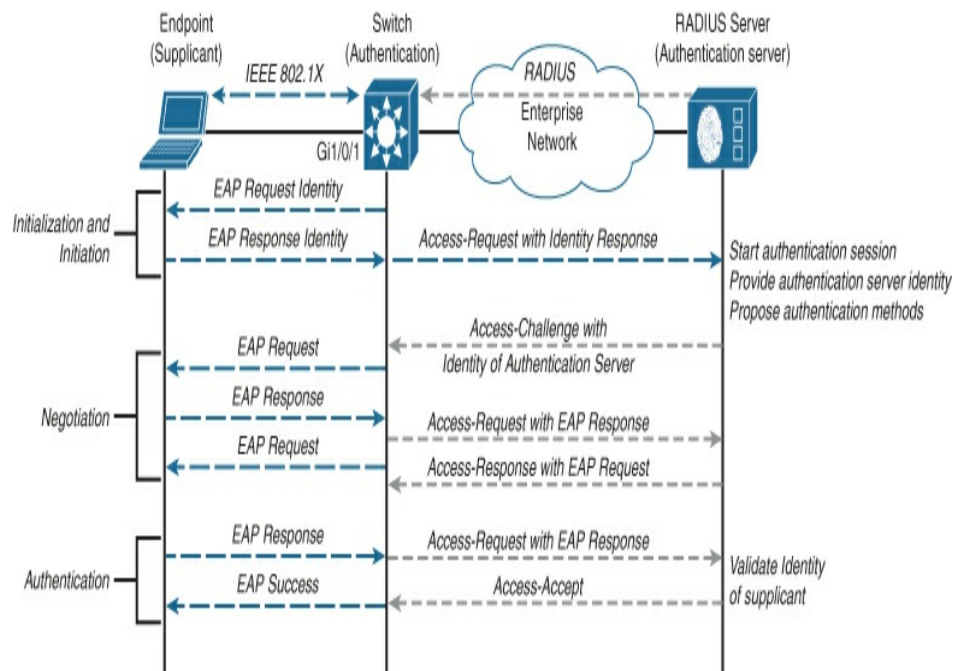 Endpoint
(Supplicant)
Switch
(Authentication)
RADIUS Server
(Authentication server)
IEEE 802.1X
RADIUS
Enterprise
Network
Gi1/0/1
Initialization and
Initiation
EAP Request Identity
EAP Response Identity
Access-Request with Identity Response
Start authentication session
Provide authentication server identity
Propose authentication methods
Negotiation
Access-Challenge with
Identity of Authentication Server
EAP Request
EAP Response
Access-Request with EAP Response
EAP Request
Access-Response with EAP Request
Authentication
EAP Response
Access-Request with EAP Response
EAP Success
Access-Accept
Validate Identity
of supplicant